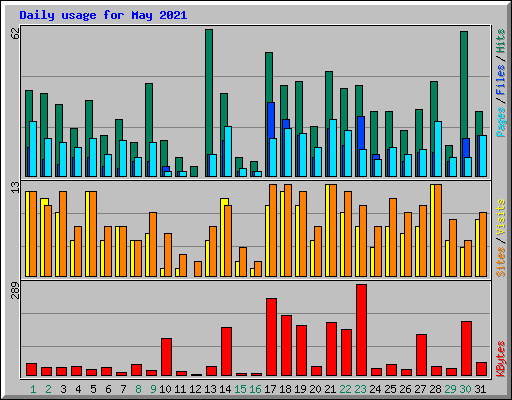 Daily usage for May 2021
62
13
289
Pages / Files / Hits
Sites / Visits
KBytes
1 2 3 4 5 6 7 8 9 10 11 12 13 14 15 16 17 18 19 20 21 22 23 24 25 26 27 28 29 30 31